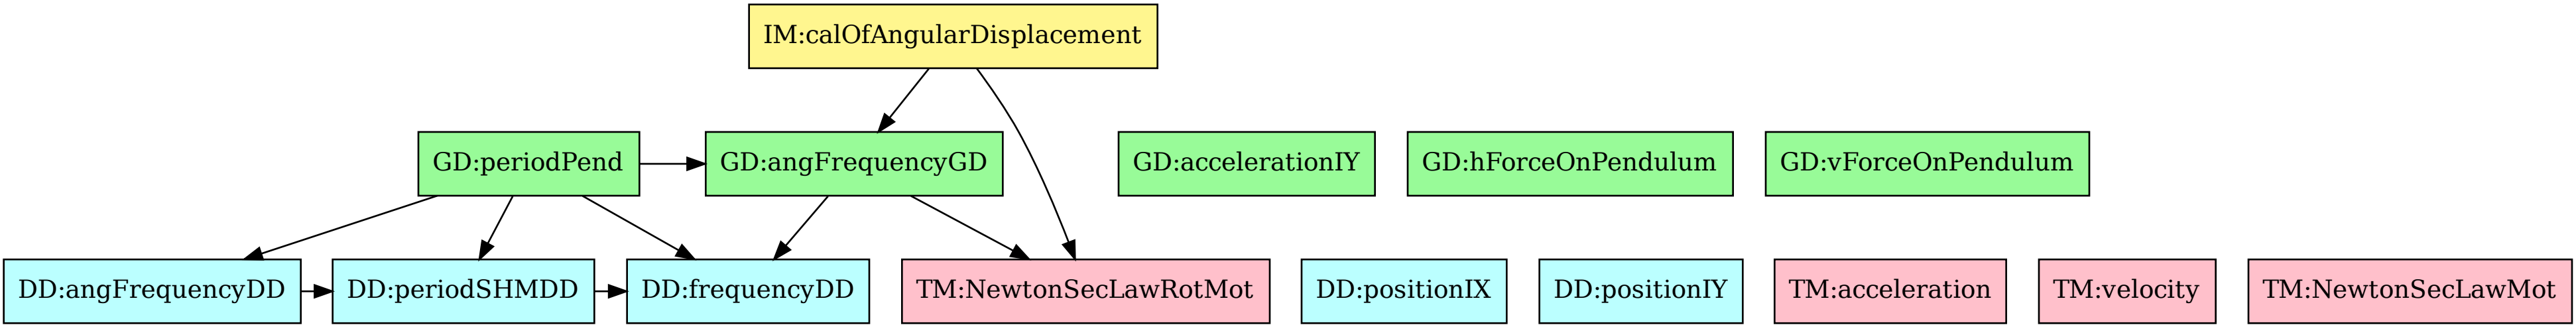 IM:calOfAngularDisplacement
GD:periodPend
GD:angFrequencyGD
GD:accelerationIY
GD:hForceOnPendulum
GD:vForceOnPendulum
DD:angFrequencyDD
DD:periodSHMDD
DD:frequencyDD
TM:NewtonSecLawRotMot
DD:positionIX
DD:positionIY
TM:acceleration
TM:velocity
TM:NewtonSecLawMot